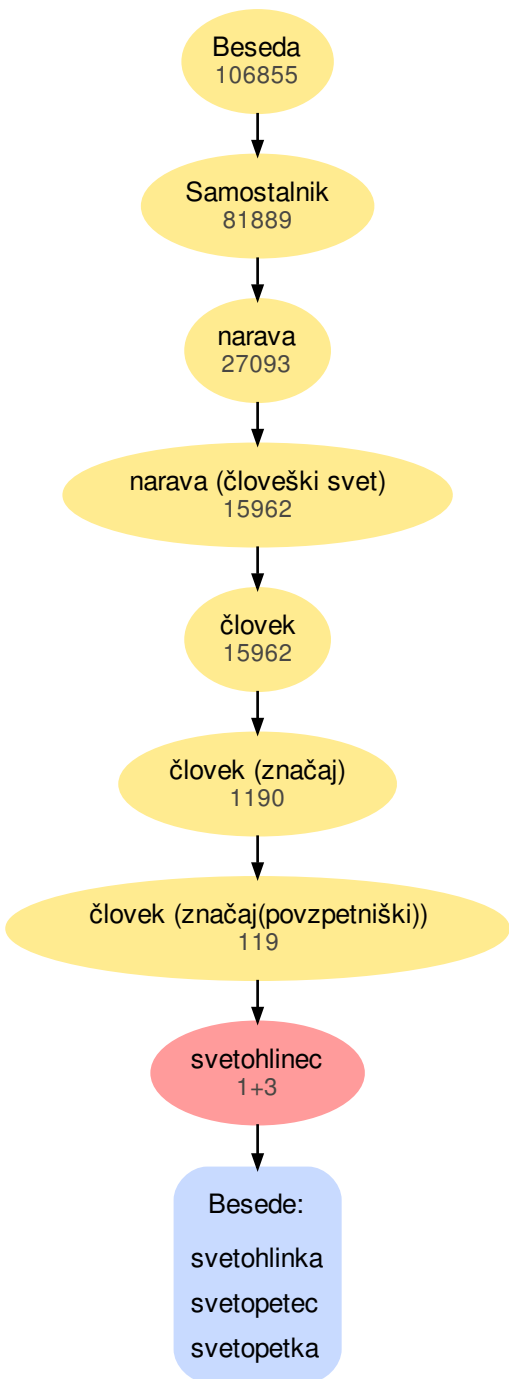 Beseda
106855
Samostalnik
81889
narava
27093
narava (človeški svet)
15962
človek
15962
človek (značaj)
1190
človek (značaj(povzpetniški))
119
svetohlinec
1+3
Besede:
svetohlinka
svetopetec
svetopetka